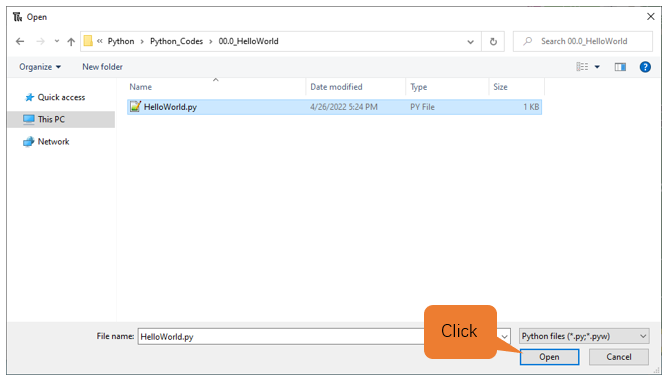 Open
« Python > Python_Codes > 00.0_HelloWorld
Search 00.0_HelloWorld
Organize
New folder
Name Date modified Type Size
Quick access
HelloWorld.py 4/26/2022 5:24 PM PY File 1 KB
This PC
Network
File name: HelloWorld.py
Python files (*.py;*.pyw)
Click
Open Cancel